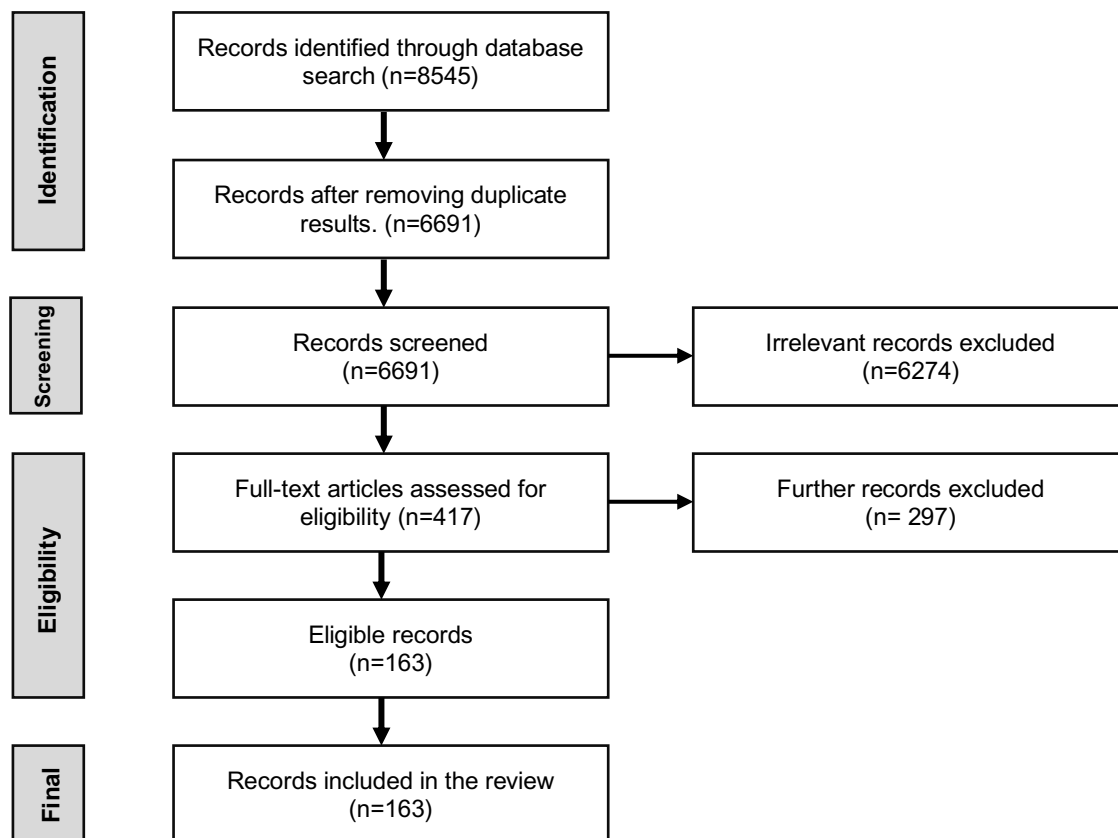 Identification
Records identified through database
search (n=8545)
Records after removing duplicate
results. (n=6691)
Screening
Records screened
(n=6691)
Irrelevant records excluded
(n=6274)
Eligibility
Full-text articles assessed for
eligibility (n=417)
Further records excluded
(n= 297)
Eligible records
(n=163)
Final
Records included in the review
(n=163)